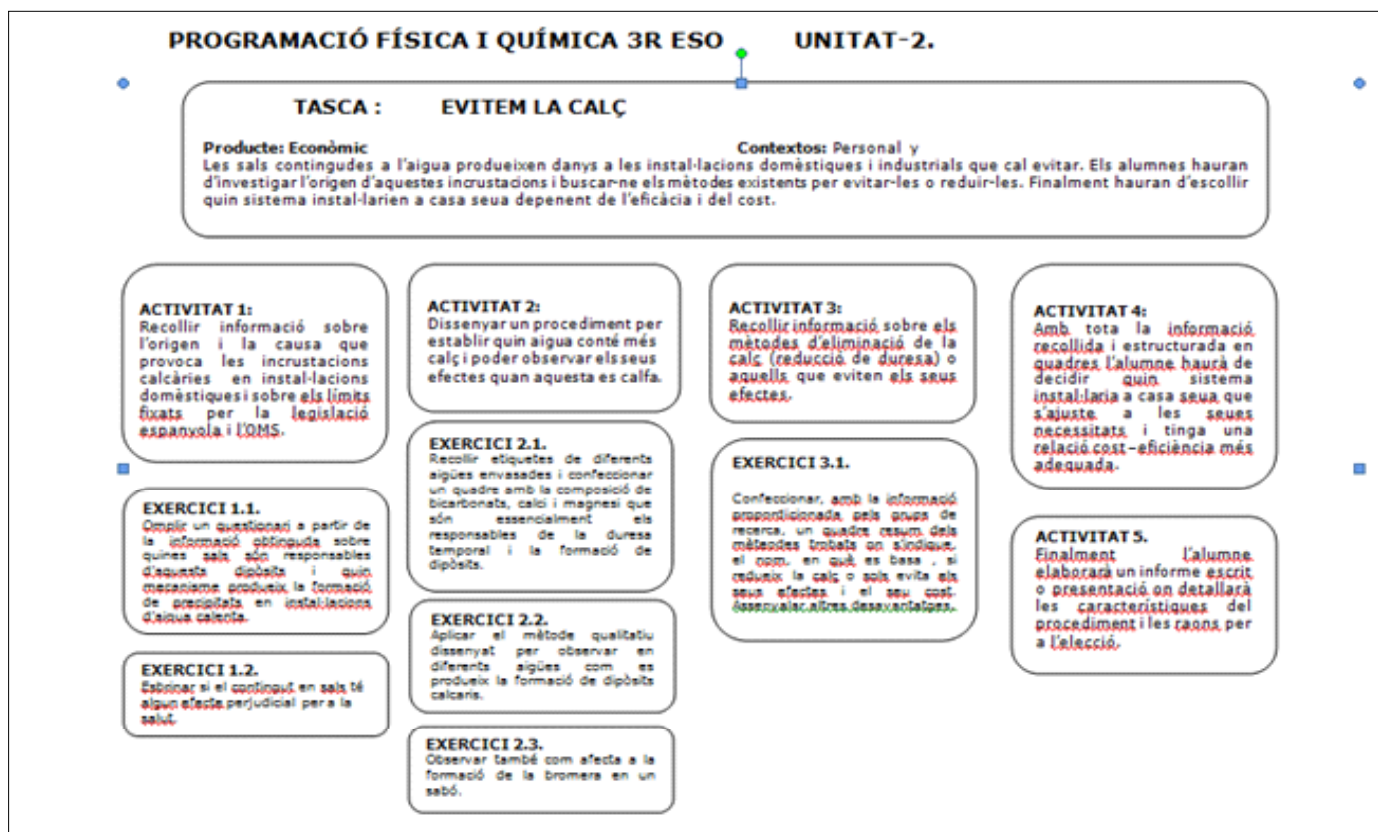 PROGRAMACIÓ FÍSICA I QUÍMICA 3R ESO UNITAT-2.
TASCA : EVITEM LA CALÇ
Producte: Econòmic Contextos: Personal y
Les sals contingudes a l'aigua produeixen danys a les instal·lacions domèstiques i industrials que cal evitar. Els alumnes hauran
d'investigar l'origen d'aquestes incrustacions i buscar-ne els mètodes existents per evitar-les o reduir-les. Finalment hauran d'escollir
quin sistema instal·larien a casa seua depenent de l'eficàcia i del cost.
ACTIVITAT 1:
Recollir informació sobre
l'origen i la causa que
provoca les incrustacions
calcàries en instal·lacions
domèstiques i sobre els límits
fixats per la legislació
espanyola i l'OMS.
EXERCICI 1.1.
Omplir un questionari a partir de
la informació obtinguda sobre
quines sals són responsables
d'aquests dipòsits i quin
mecanisme produeix la formació
de precipitats en instal·lacions
d'aigua calenta.
EXERCICI 1.2.
Esbrinar si el contingut en sals té
algun efecte perjudicial per a la
salut.
ACTIVITAT 2:
Dissenyar un procediment per
establir quin aigua conté més
calç i poder observar els seus
efectes quan aquesta es calfa.
EXERCICI 2.1.
Recollir etiquetes de diferents
aigües envasades i confeccionar
un quadre amb la composició de
bicarbonats, calci i magnesi que
són essencialment els
responsables de la duresa
temporal i la formació de
dipòsits.
EXERCICI 2.2.
Aplicar el mètode qualitatiu
dissenyat per observar en
diferents aigües com es
produeix la formació de dipòsits
calcaris.
EXERCICI 2.3.
Observar també com afecta a la
formació de la bromera en un
sabó.
ACTIVITAT 3:
Recollir informació sobre els
mètodes d'eliminació de la
calç (reducció de duresa) o
aquells que eviten els seus
efectes.
EXERCICI 3.1.
Confeccionar, amb la informació
proporticionada pels grups de
recerca, un quadre resum dels
mètaodes trobats on s'indique,
el nom, en què es basa , si
redueix la calç o sols evita els
seus efectes i el seu cost.
Assenyalar altres desavantatges.
ACTIVITAT 4:
Amb tota la informació
recollida i estructurada en
quadres l'alumne haurà de
decidir quin sistema
instal·laria a casa seua que
s'ajuste a les seues
necessitats i tinga una
relació cost–eficiència més
adequada.
ACTIVITAT 5.
Finalment l'alumne
elaborarà un informe escrit
o presentació on detallarà
les característiques del
procediment i les raons per
a l'elecció.